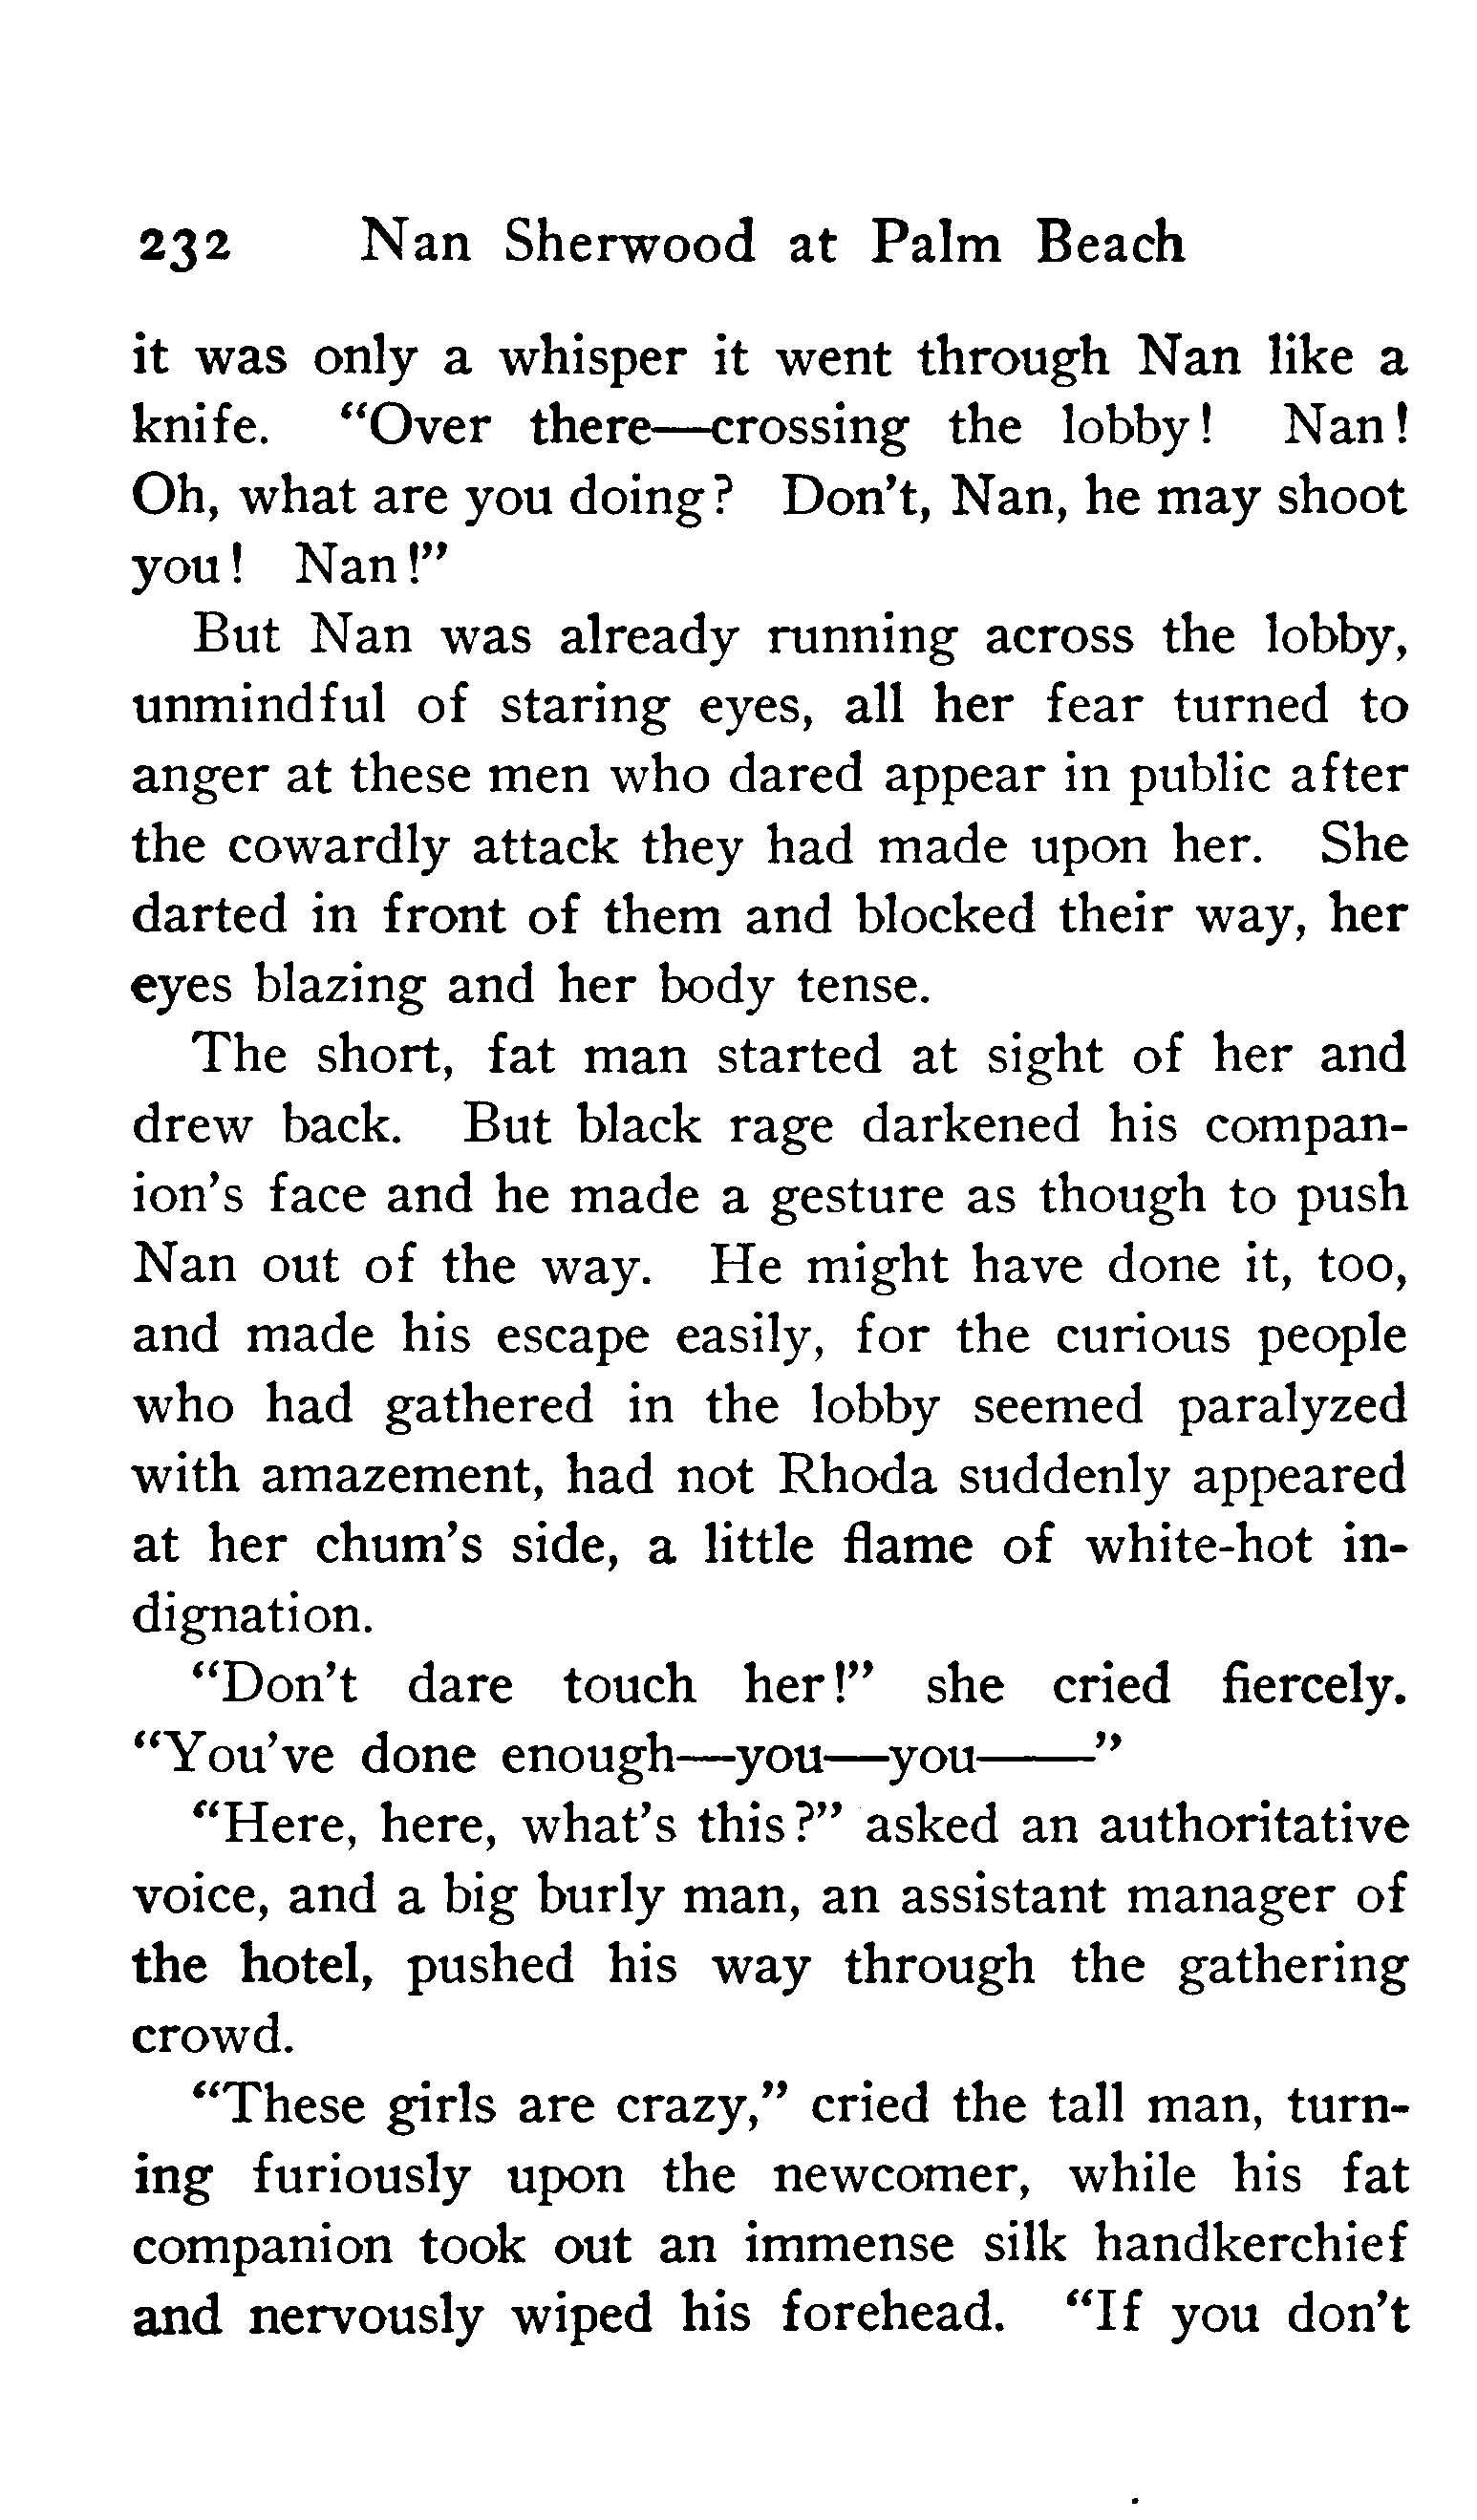 232 Nan Sherwood at Palm Beach
it was only a whisper it went through Nan like a
knife. “Over there—crossing the lobby! Nan!
Oh, what are you doing? Don't, Nan, he may shoot
you! Nan!”
But Nan was already running across the lobby,
unmindful of staring eyes, all her fear turned to
anger at these men who dared appear in public after
the cowardly attack they had made upon her. She
darted in front of them and blocked their way, her
eyes blazing and her body tense.
The short, fat man started at sight of her and
drew back. But black rage darkened his compan-
ion's face and he made a gesture as though to push
Nan out of the way. He might have done it, too,
and made his escape easily, for the curious people
who had gathered in the lobby seemed paralyzed
with amazement, had not Rhoda suddenly appeared
at her chum's side, a little flame of white-hot in-
dignation.
“Don't dare touch her!” she cried fiercely.
“You've done enough—you—you——”
“Here, here, what's this?” asked an authoritative
voice, and a big burly man, an assistant manager of
the hotel, pushed his way through the gathering
crowd.
“These girls are crazy,” cried the tall man, turn-
ing furiously upon the newcomer, while his fat
companion took out an immense silk handkerchief
and nervously wiped his forehead. “If you don't